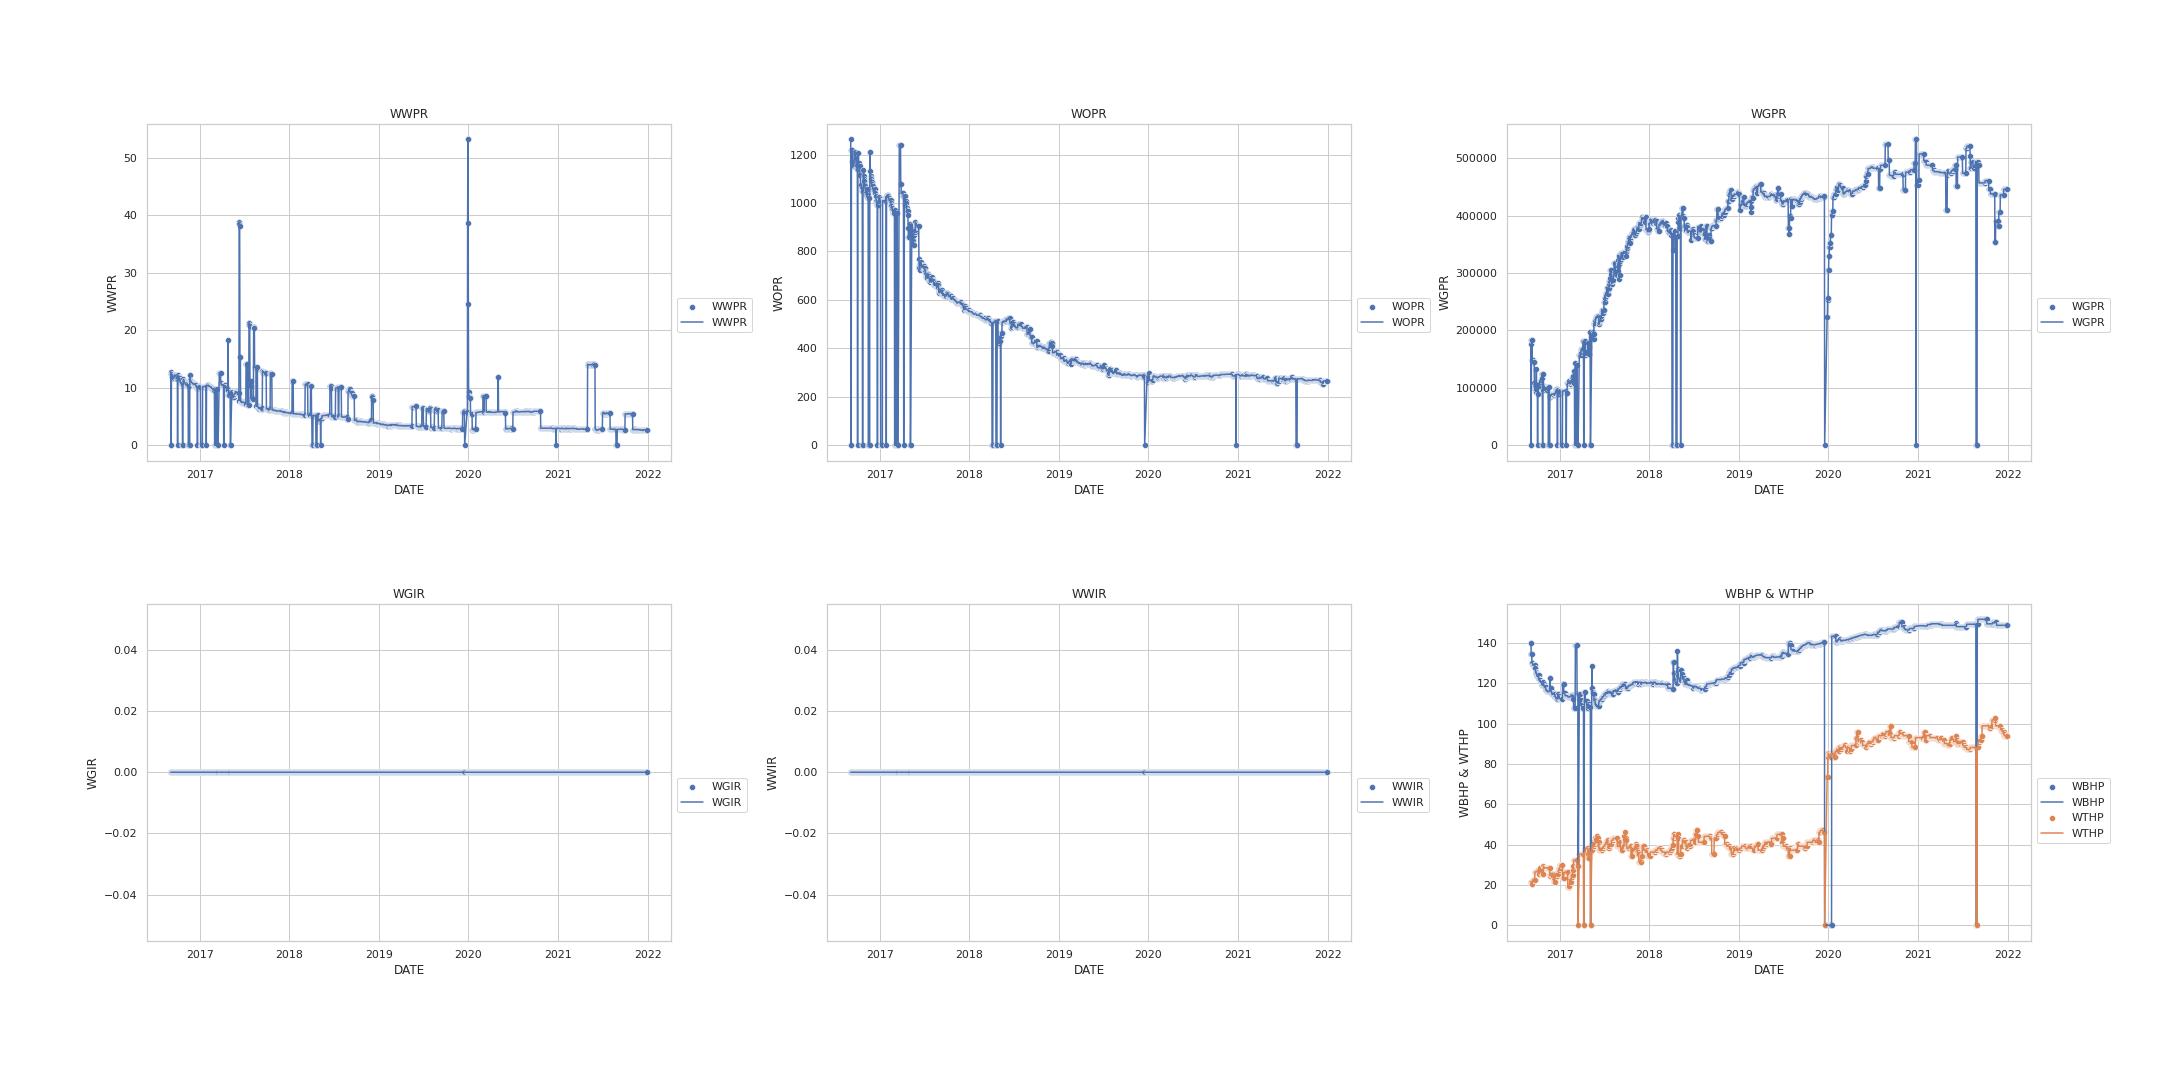 WWPR
50
40
30
20
10
0
WWPR
2017 2018 2019 2020 2021 2022
DATE
WWPR
WWPR
WOPR
1200
1000
800
600
400
200
0
WOPR
2017 2018 2019 2020 2021 2022
DATE
WOPR
WOPR
WGPR
500000
400000
300000
200000
100000
0
WGPR
2017 2018 2019 2020 2021 2022
DATE
WGPR
WGPR
WGIR
0.04
0.02
0.00
−0.02
−0.04
WGIR
2017 2018 2019 2020 2021 2022
DATE
WGIR
WGIR
WWIR
0.04
0.02
0.00
−0.02
−0.04
WWIR
2017 2018 2019 2020 2021 2022
DATE
WWIR
WWIR
WBHP & WTHP
140
120
100
80
60
40
20
0
WBHP & WTHP
2017 2018 2019 2020 2021 2022
DATE
WBHP
WBHP
WTHP
WTHP